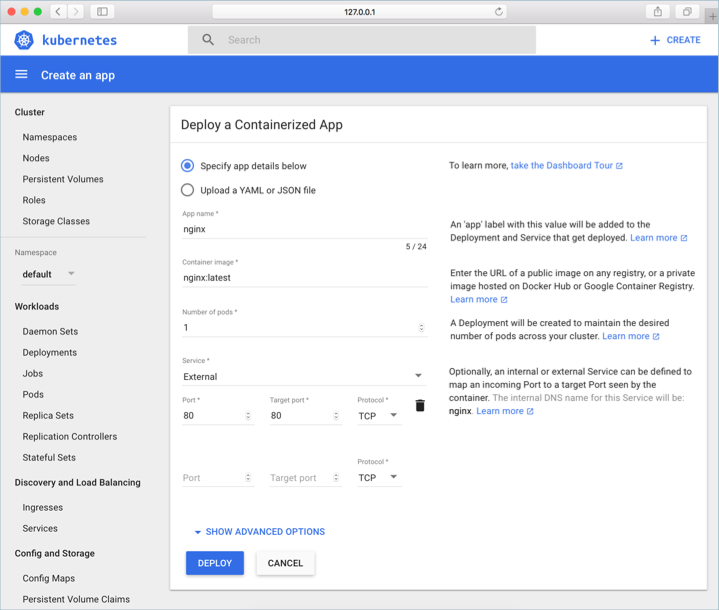 127.0.0.1
kubernetes
Search
+ CREATE
Create an app
Cluster
Namespaces
Nodes
Persistent Volumes
Roles
Storage Classes
Namespace
default
Workloads
Daemon Sets
Deployments
Jobs
Pods
Replica Sets
Replication Controllers
Stateful Sets
Discovery and Load Balancing
Ingresses
Services
Config and Storage
Config Maps
Persistent Volume Claims
Deploy a Containerized App
Specify app details below
Upload a YAML or JSON file
To learn more, take the Dashboard Tour
App name *
nginx
5 / 24
An 'app' label with this value will be added to the
Deployment and Service that get deployed. Learn more
Container image *
nginx:latest
Enter the URL of a public image on any registry, or a private
image hosted on Docker Hub or Google Container Registry.
Learn more
Number of pods *
1
A Deployment will be created to maintain the desired
number of pods across your cluster. Learn more
Service *
External
Optionally, an internal or external Service can be defined to
map an incoming Port to a target Port seen by the
container. The internal DNS name for this Service will be:
nginx. Learn more
Port * Target port * Protocol *
80 80 TCP
Protocol *
Port Target port TCP
SHOW ADVANCED OPTIONS
DEPLOY CANCEL